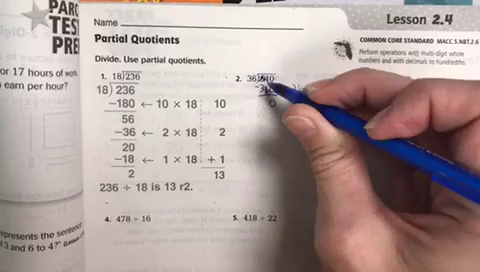 PARC
TES
PRE
or 17 hours of work.
earn per hour?
Name
Lesson 2.4
Partial Quotients
COMMON CORE STANDARD MACC.5.NBT.2.6
Perform operations with multi-digit whole
numbers and with decimals to hundredths.
Divide. Use partial quotients.
1. 18)236
2. 36)
18)236
-180 ← 10 × 18 10
56
-36 ← 2 × 18 2
20
-18 ← 1 × 18 + 1
2 13
236 ÷ 18 is 13 r2.
4. 478 ÷ 16
5. 418 ÷ 22
epresents the sentence
3 and 6 to 4?"